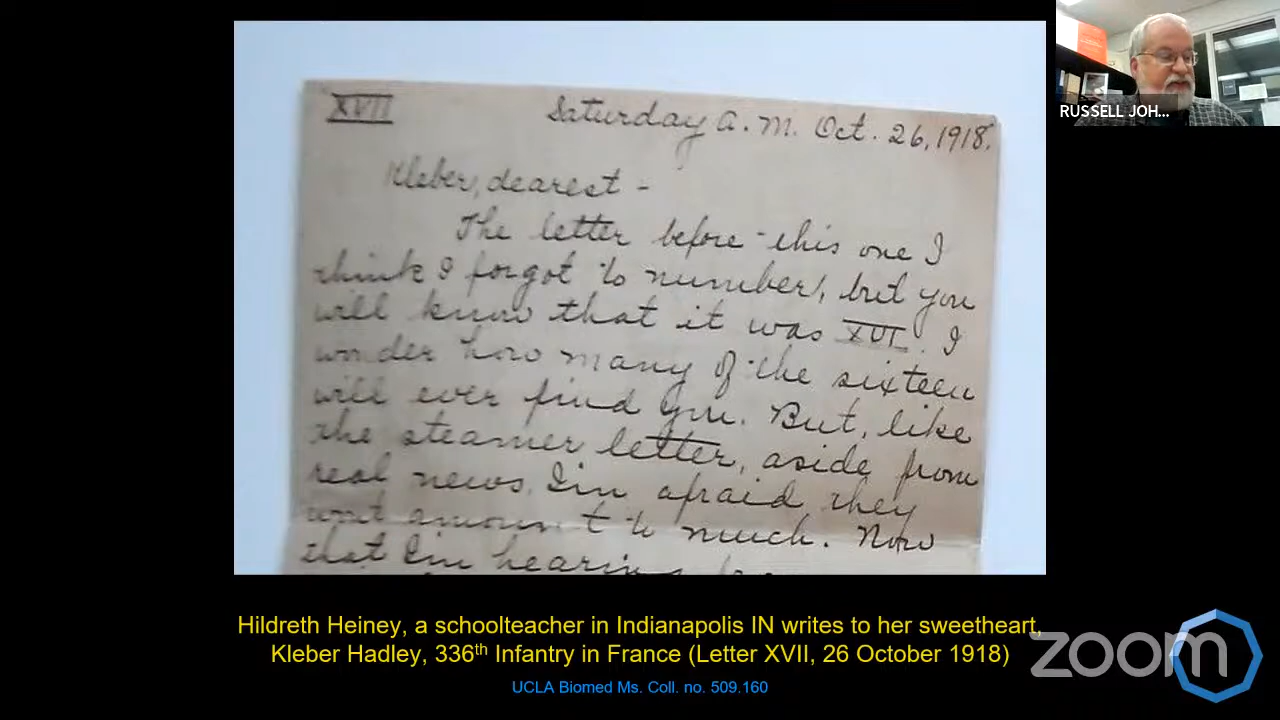 XVII
Saturday A.M. Oct. 26, 1918.
Kleber, dearest -
The letter before this one I
think I forgot to number, but you
will know that it was XVI. I
wonder how many of the sixteen
will ever find you. But, like
the steamer letter, aside from
real news, I'm afraid they
wont amount to much. Now
that I'm hearing
RUSSELL JOH...
Hildreth Heiney, a schoolteacher in Indianapolis IN writes to her sweetheart,
Kleber Hadley, 336th Infantry in France (Letter XVII, 26 October 1918)
UCLA Biomed Ms. Coll. no. 509.160
zoom